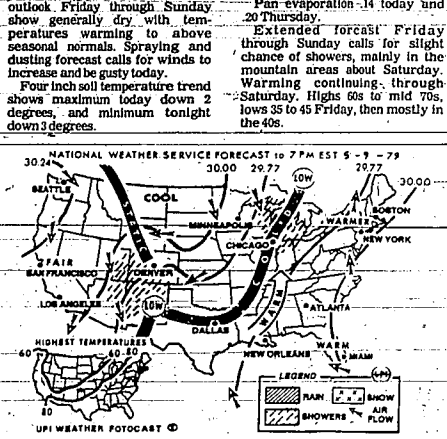 outlook Friday through Sunday
show generally dry with tem-
peratures warming to above
seasonal normals. Spraying and
dusting forecast calls for winds to
increase and be gusty today.
Four inch soil temperature trend
shows maximum today down 2
degrees, and minimum tonight
down 3 degrees.
Pan evaporation .14 today and
.20 Thursday.
Extended forcast Friday
through Sunday calls for slight
chance of showers, mainly in the
mountain areas about Saturday.
Warming continuing through
Saturday. Highs 60s to mid 70s,
lows 35 to 45 Friday, then mostly in
the 40s.
NATIONAL WEATHER SERVICE FORECAST to 7 PM EST 5 - 9 - 79
30.24
30.00
29.77
LOW
29.77
30.00
SEATTLE
COOL
STATIC
MINNEAPOLIS
COLD
WARMER
BOSTON
NEW YORK
CHICAGO
FAIR
SAN FRANCISCO
DENVER
LOS ANGELES
LOW
DALLAS
WARM
ATLANTA
HIGHEST TEMPERATURES
60
60
80
80
NEW ORLEANS
WARM
MIAMI
LEGEND
RAIN
SNOW
SHOWERS
AIR
FLOW
UPI WEATHER FOTOCAST ©